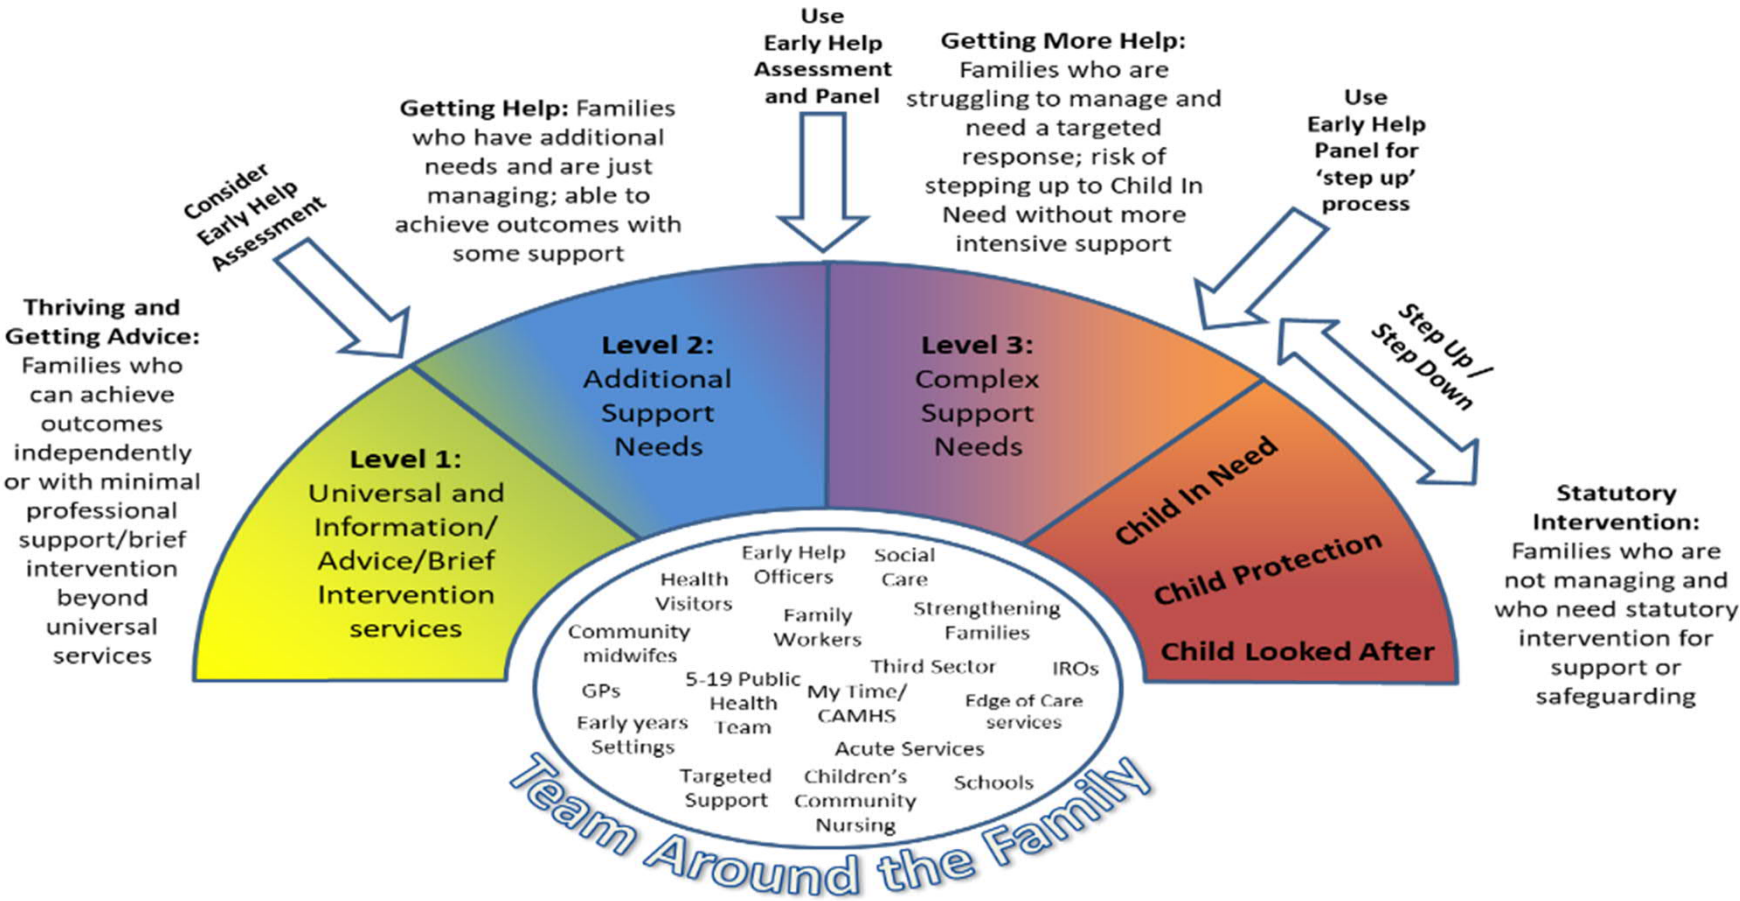 Thriving and
Getting Advice:
Families who
can achieve
outcomes
independently
or with minimal
professional
support/brief
intervention
beyond
universal
services
Consider
Early Help
Assessment
Getting Help: Families
who have additional
needs and are just
managing; able to
achieve outcomes with
some support
Use
Early Help
Assessment
and Panel
Getting More Help:
Families who are
struggling to manage and
need a targeted
response; risk of
stepping up to Child In
Need without more
intensive support
Use
Early Help
Panel for
‘step up’
process
Step Up /
Step Down
Statutory
Intervention:
Families who are
not managing and
who need statutory
intervention for
support or
safeguarding
Level 1:
Universal and
Information/
Advice/Brief
Intervention
services
Level 2:
Additional
Support
Needs
Level 3:
Complex
Support
Needs
Child In Need
Child Protection
Child Looked After
Early Help
Officers
Social
Care
Health
Visitors
Family
Workers
Strengthening
Families
Community
midwifes
Third Sector
IROs
5-19 Public
Health
Team
GPs
My Time/
CAMHS
Edge of Care
services
Early years
Settings
Acute Services
Targeted
Support
Children’s
Community
Nursing
Schools
Team Around the Family